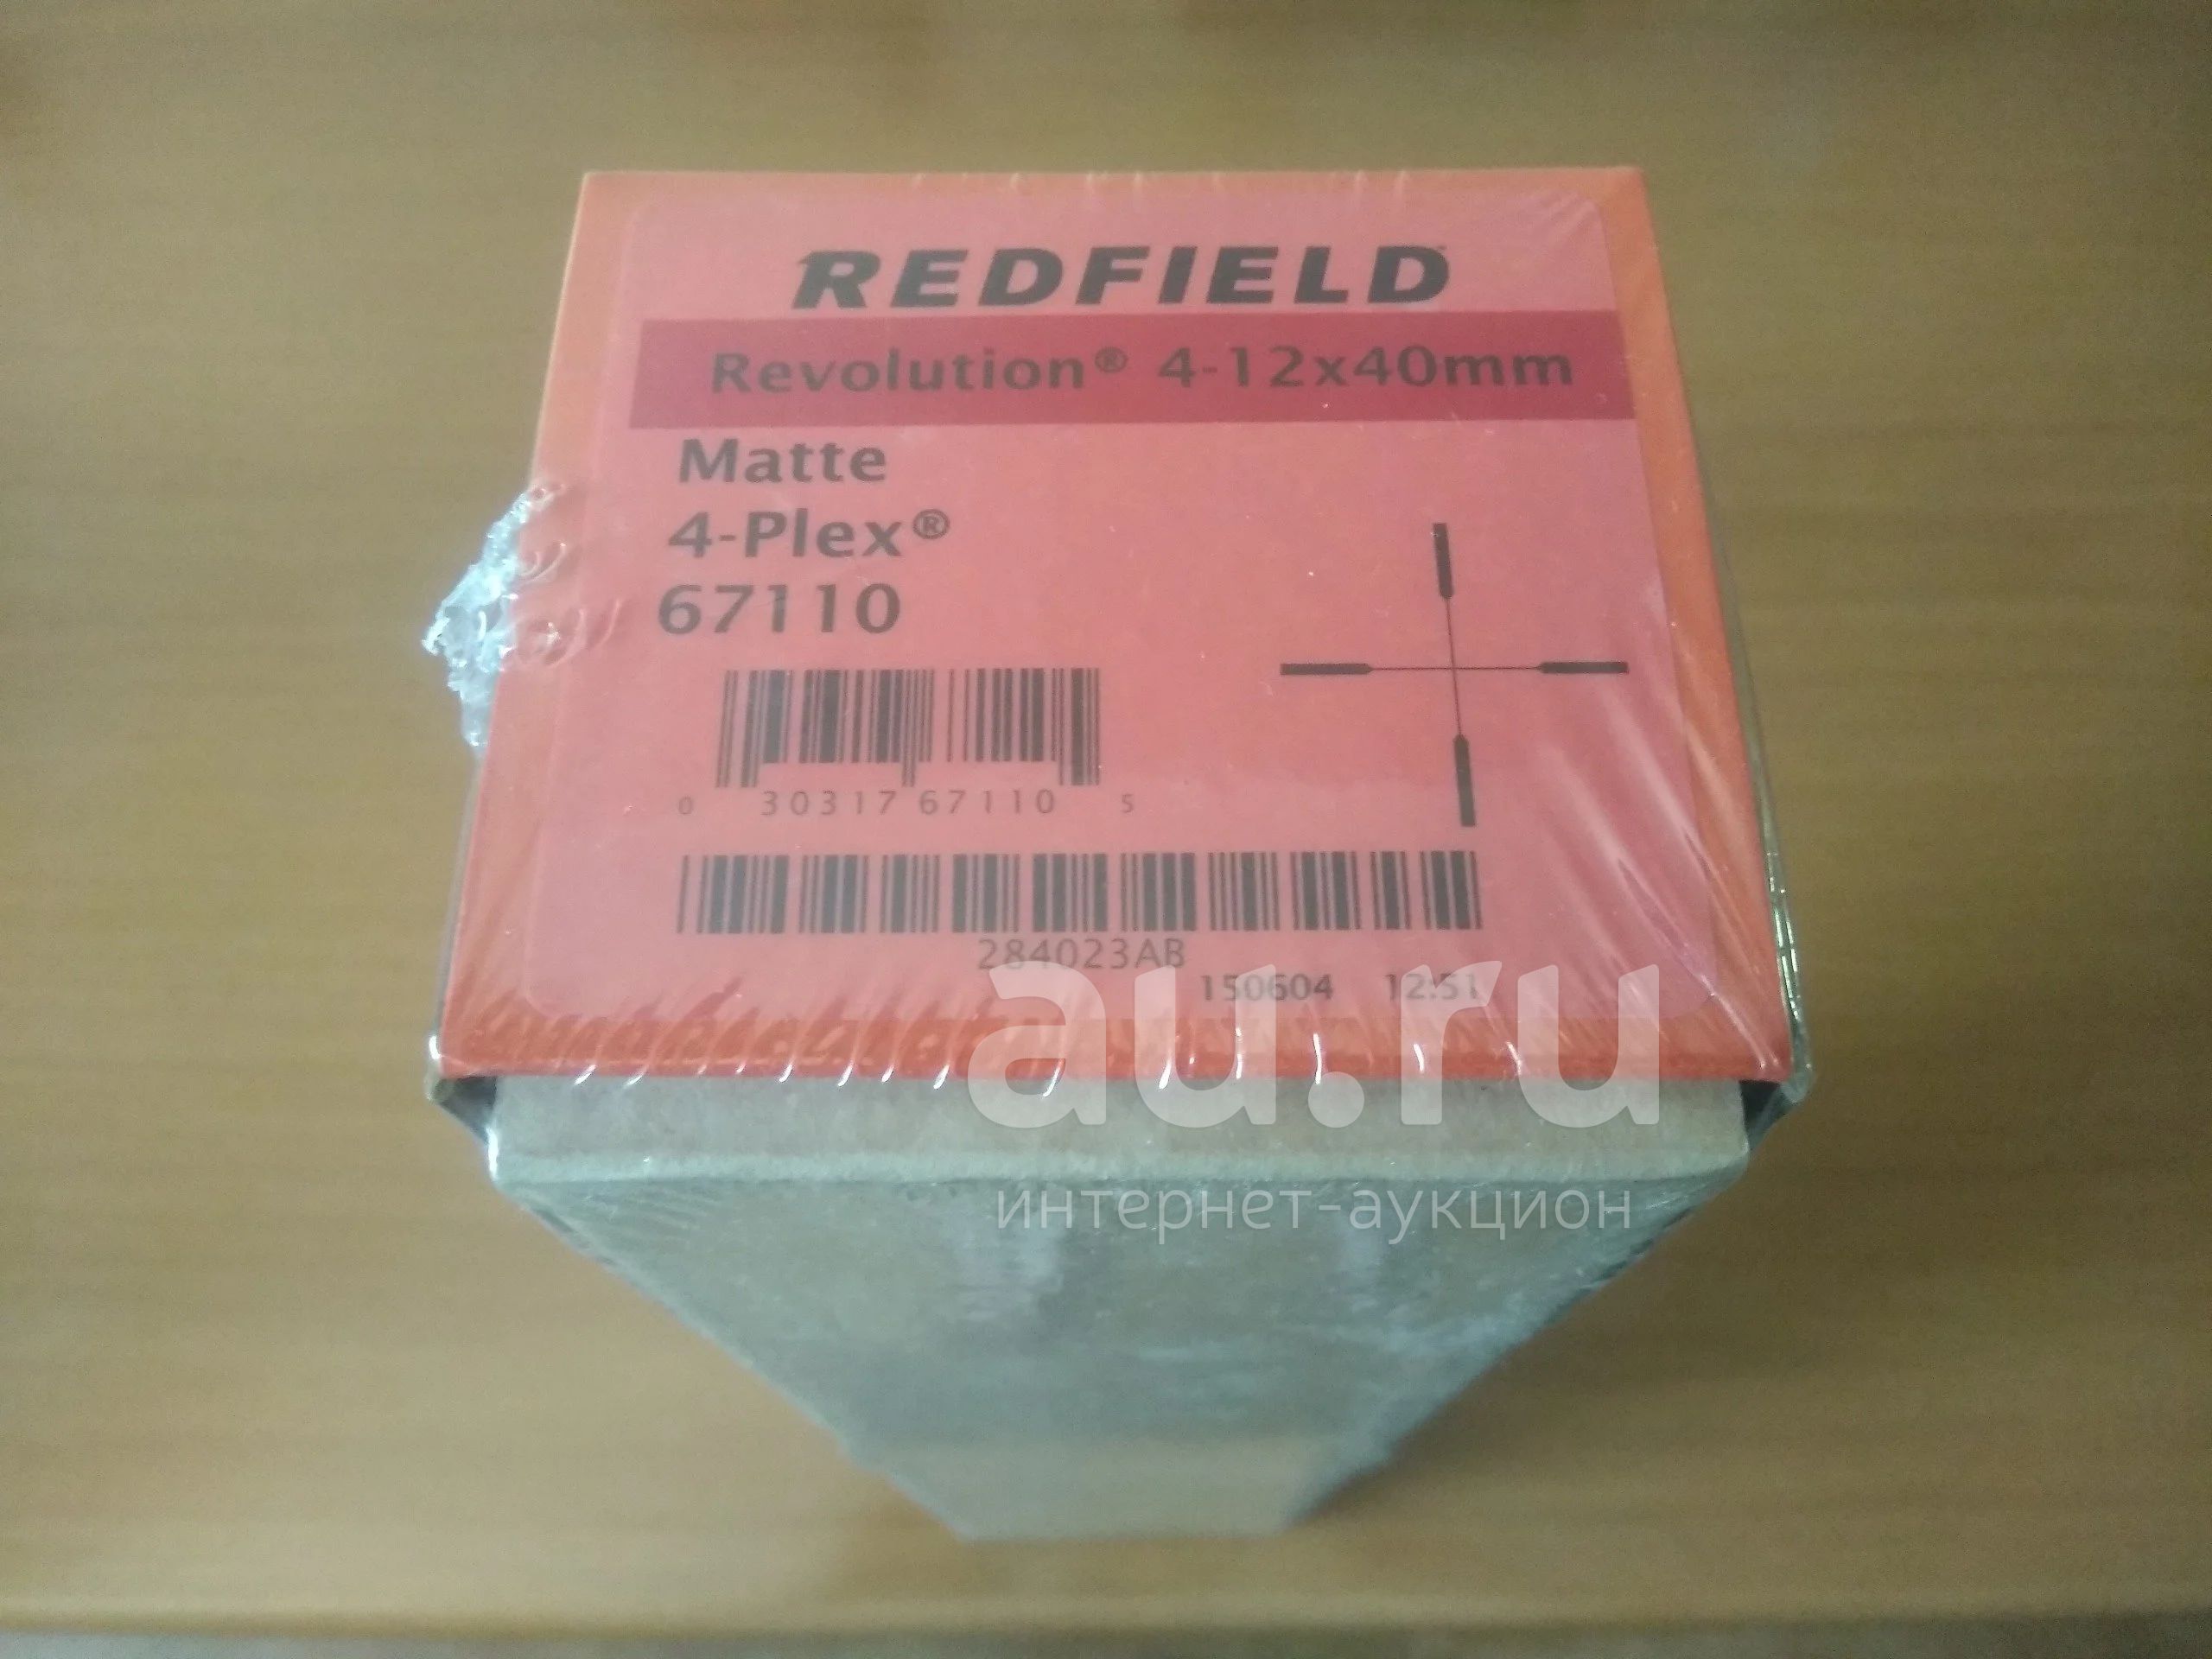 REDFIELD
Revolution® 4-12x40mm
Matte
4-Plex®
67110
0 30317 67110 5
284023AB
150604 12:51
au.ru
интернет-аукцион